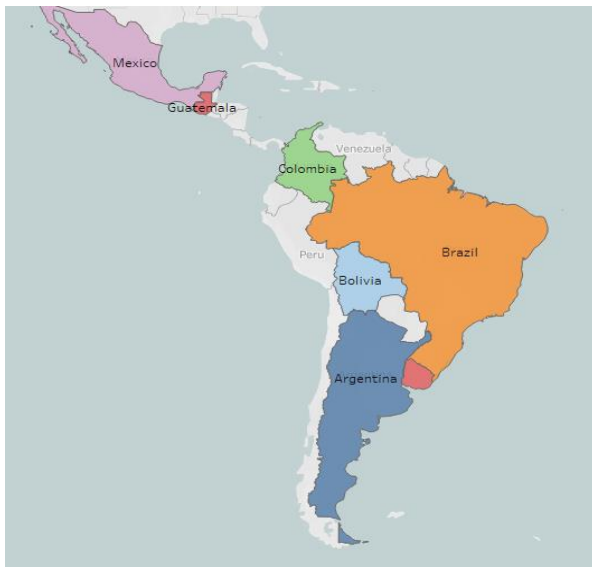 Mexico
Guatemala
Venezuela
Colombia
Brazil
Peru
Bolivia
Argentina